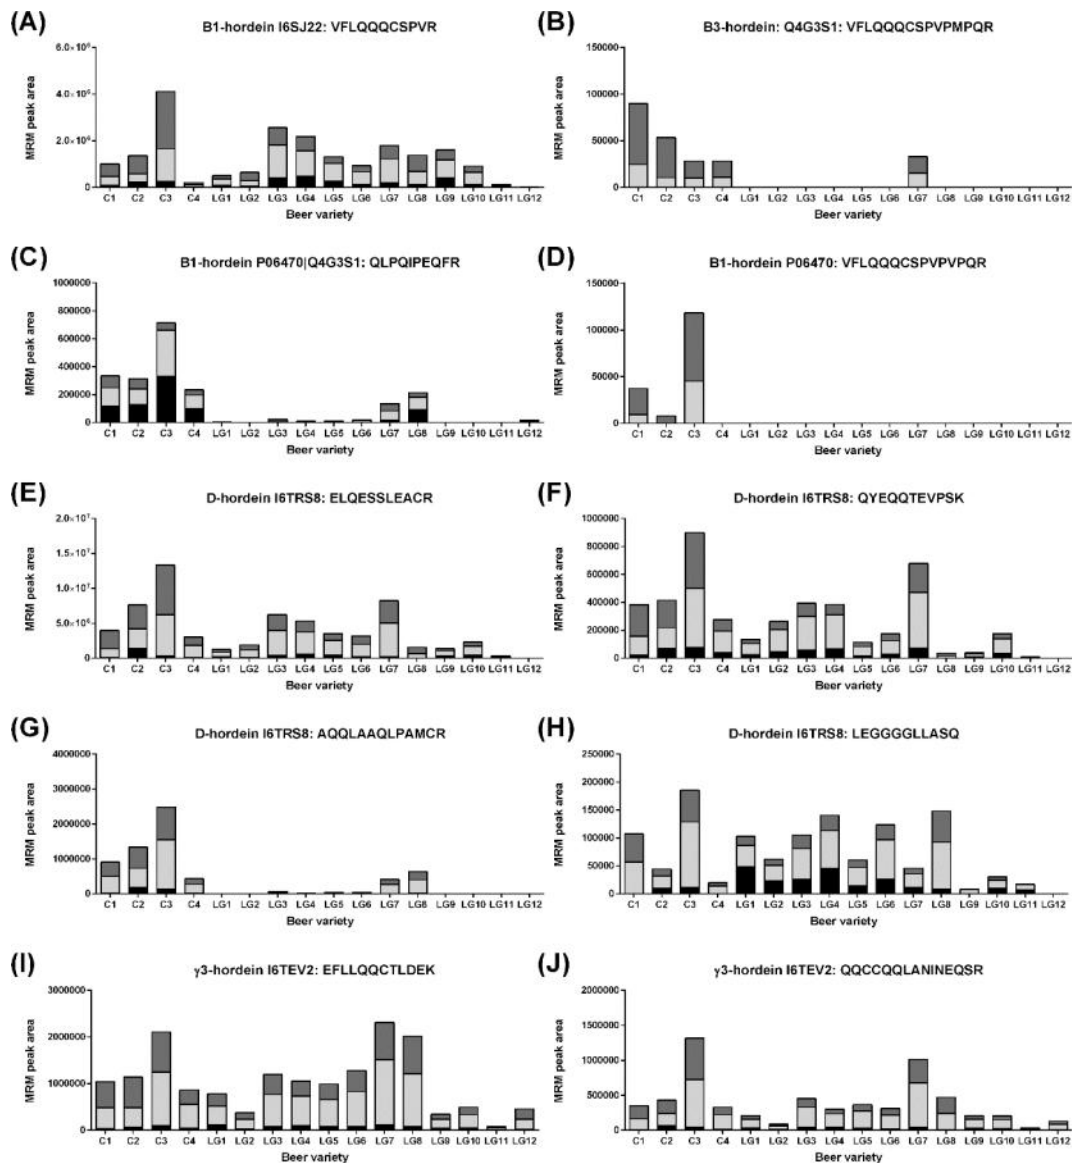 (A)
B1-hordein I6SJ22: VFLQQQCSPVR
MRM peak area
6.0×10⁶
4.0×10⁶
2.0×10⁶
0
C1 C2 C3 C4 LG1 LG2 LG3 LG4 LG5 LG6 LG7 LG8 LG9 LG10 LG11 LG12
Beer variety
(B)
B3-hordein: Q4G3S1: VFLQQQCSPVPMPQR
MRM peak area
150000
100000
50000
0
C1 C2 C3 C4 LG1 LG2 LG3 LG4 LG5 LG6 LG7 LG8 LG9 LG10 LG11 LG12
Beer variety
(C)
B1-hordein P06470|Q4G3S1: QLPQIPEQFR
MRM peak area
1000000
800000
600000
400000
200000
0
C1 C2 C3 C4 LG1 LG2 LG3 LG4 LG5 LG6 LG7 LG8 LG9 LG10 LG11 LG12
Beer variety
(D)
B1-hordein P06470: VFLQQQCSPVPVPQR
MRM peak area
150000
100000
50000
0
C1 C2 C3 C4 LG1 LG2 LG3 LG4 LG5 LG6 LG7 LG8 LG9 LG10 LG11 LG12
Beer variety
(E)
D-hordein I6TRS8: ELQESSLEACR
MRM peak area
2.0×10⁷
1.5×10⁷
1.0×10⁷
5.0×10⁶
0
C1 C2 C3 C4 LG1 LG2 LG3 LG4 LG5 LG6 LG7 LG8 LG9 LG10 LG11 LG12
Beer variety
(F)
D-hordein I6TRS8: QYEQQTEVPSK
MRM peak area
1000000
800000
600000
400000
200000
0
C1 C2 C3 C4 LG1 LG2 LG3 LG4 LG5 LG6 LG7 LG8 LG9 LG10 LG11 LG12
Beer variety
(G)
D-hordein I6TRS8: AQQLAAQLPAMCR
MRM peak area
4000000
3000000
2000000
1000000
0
C1 C2 C3 C4 LG1 LG2 LG3 LG4 LG5 LG6 LG7 LG8 LG9 LG10 LG11 LG12
Beer variety
(H)
D-hordein I6TRS8: LEGGGGLLASQ
MRM peak area
250000
200000
150000
100000
50000
0
C1 C2 C3 C4 LG1 LG2 LG3 LG4 LG5 LG6 LG7 LG8 LG9 LG10 LG11 LG12
Beer variety
(I)
γ3-hordein I6TEV2: EFLLQQCTLDEK
MRM peak area
3000000
2000000
1000000
0
C1 C2 C3 C4 LG1 LG2 LG3 LG4 LG5 LG6 LG7 LG8 LG9 LG10 LG11 LG12
Beer variety
(J)
γ3-hordein I6TEV2: QQCCQQLANINEQSR
MRM peak area
2000000
1500000
1000000
500000
0
C1 C2 C3 C4 LG1 LG2 LG3 LG4 LG5 LG6 LG7 LG8 LG9 LG10 LG11 LG12
Beer variety